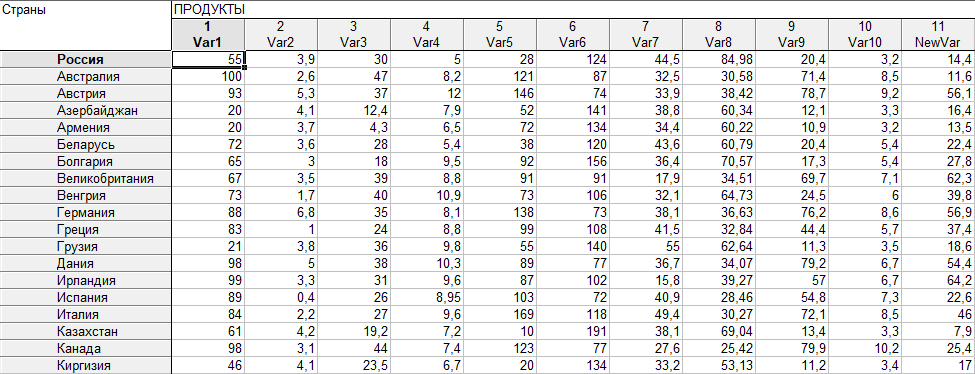 Страны ПРОДУКТЫ
1 2 3 4 5 6 7 8 9 10 11
Var1 Var2 Var3 Var4 Var5 Var6 Var7 Var8 Var9 Var10 NewVar
Россия 55 3,9 30 5 28 124 44,5 84,98 20,4 3,2 14,4
Австралия 100 2,6 47 8,2 121 87 32,5 30,58 71,4 8,5 11,6
Австрия 93 5,3 37 12 146 74 33,9 38,42 78,7 9,2 56,1
Азербайджан 20 4,1 12,4 7,9 52 141 38,8 60,34 12,1 3,3 16,4
Армения 20 3,7 4,3 6,5 72 134 34,4 60,22 10,9 3,2 13,5
Беларусь 72 3,6 28 5,4 38 120 43,6 60,79 20,4 5,4 22,4
Болгария 65 3 18 9,5 92 156 36,4 70,57 17,3 5,4 27,8
Великобритания 67 3,5 39 8,8 91 91 17,9 34,51 69,7 7,1 62,3
Венгрия 73 1,7 40 10,9 73 106 32,1 64,73 24,5 6 39,8
Германия 88 6,8 35 8,1 138 73 38,1 36,63 76,2 8,6 56,9
Греция 83 1 24 8,8 99 108 41,5 32,84 44,4 5,7 37,4
Грузия 21 3,8 36 9,8 55 140 55 62,64 11,3 3,5 18,6
Дания 98 5 38 10,3 89 77 36,7 34,07 79,2 6,7 54,4
Ирландия 99 3,3 31 9,6 87 102 15,8 39,27 57 6,7 64,2
Испания 89 0,4 26 8,95 103 72 40,9 28,46 54,8 7,3 22,6
Италия 84 2,2 27 9,6 169 118 49,4 30,27 72,1 8,5 46
Казахстан 61 4,2 19,2 7,2 10 191 38,1 69,04 13,4 3,3 7,9
Канада 98 3,1 44 7,4 123 77 27,6 25,42 79,9 10,2 25,4
Киргизия 46 4,1 23,5 6,7 20 134 33,2 53,13 11,2 3,4 17